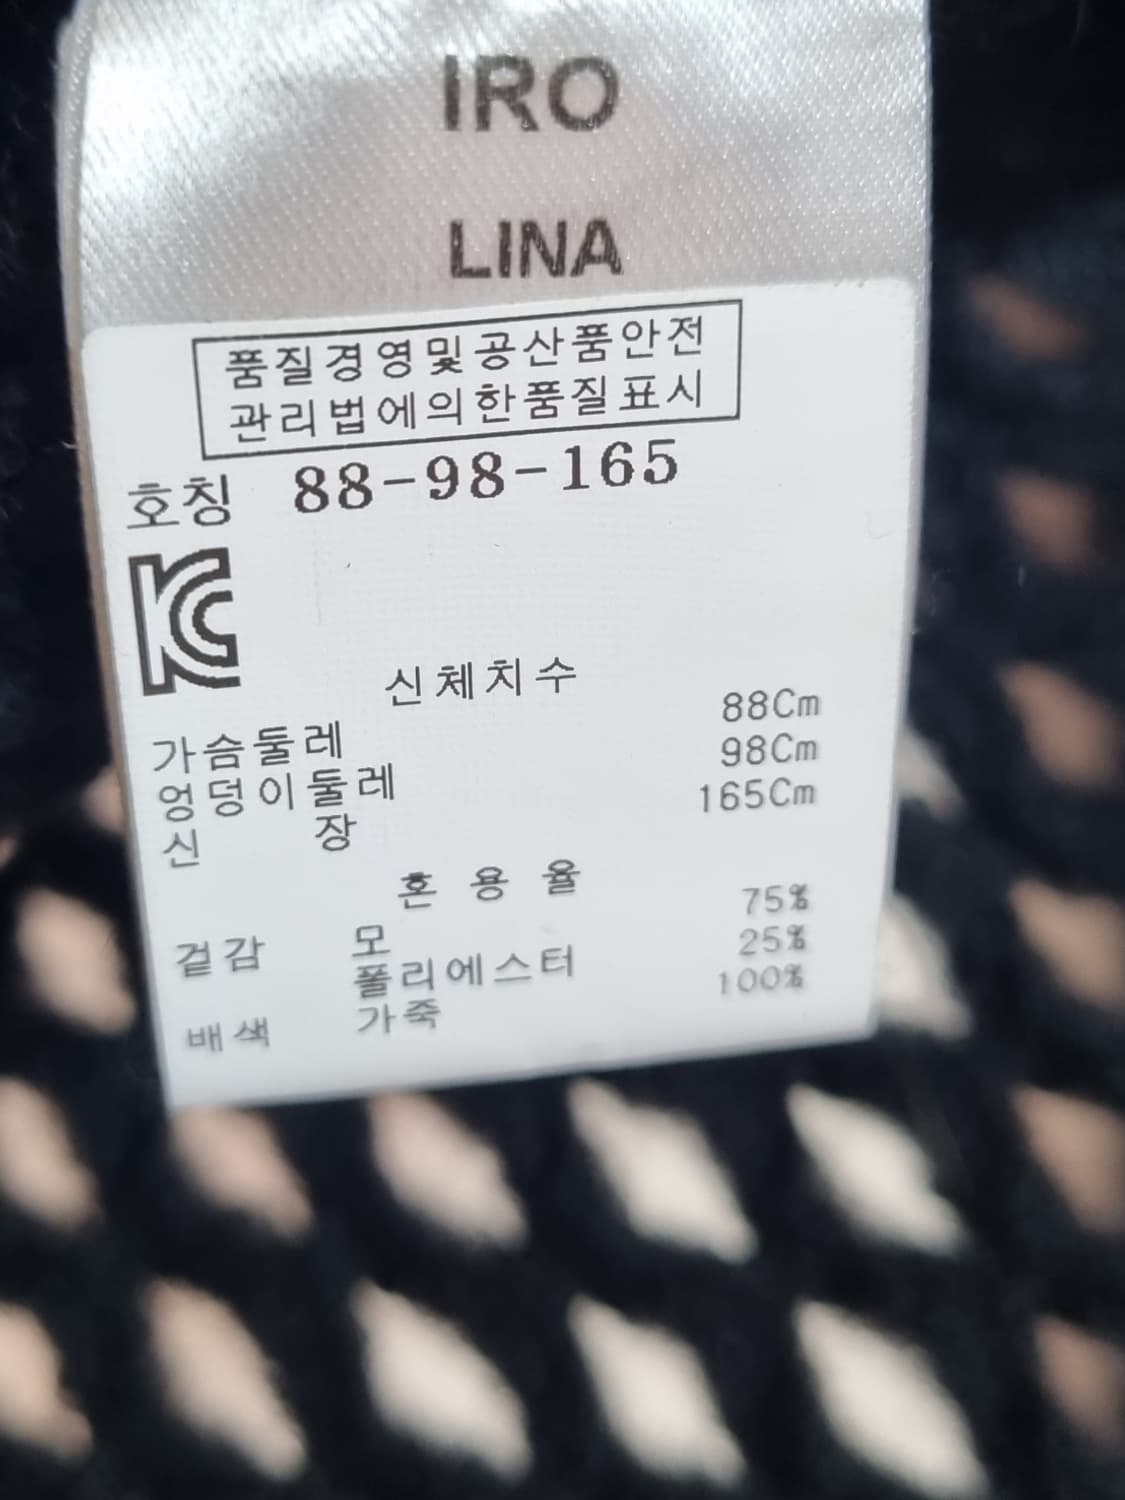 IRO
LINA
품질경영및공산품안전
관리법에의한품질표시
호칭 88-98-165
KC
신체치수
가슴둘레 88Cm
엉덩이둘레 98Cm
신 장 165Cm
혼 용 율
겉감 모 75%
폴리에스터 25%
배색 가죽 100%